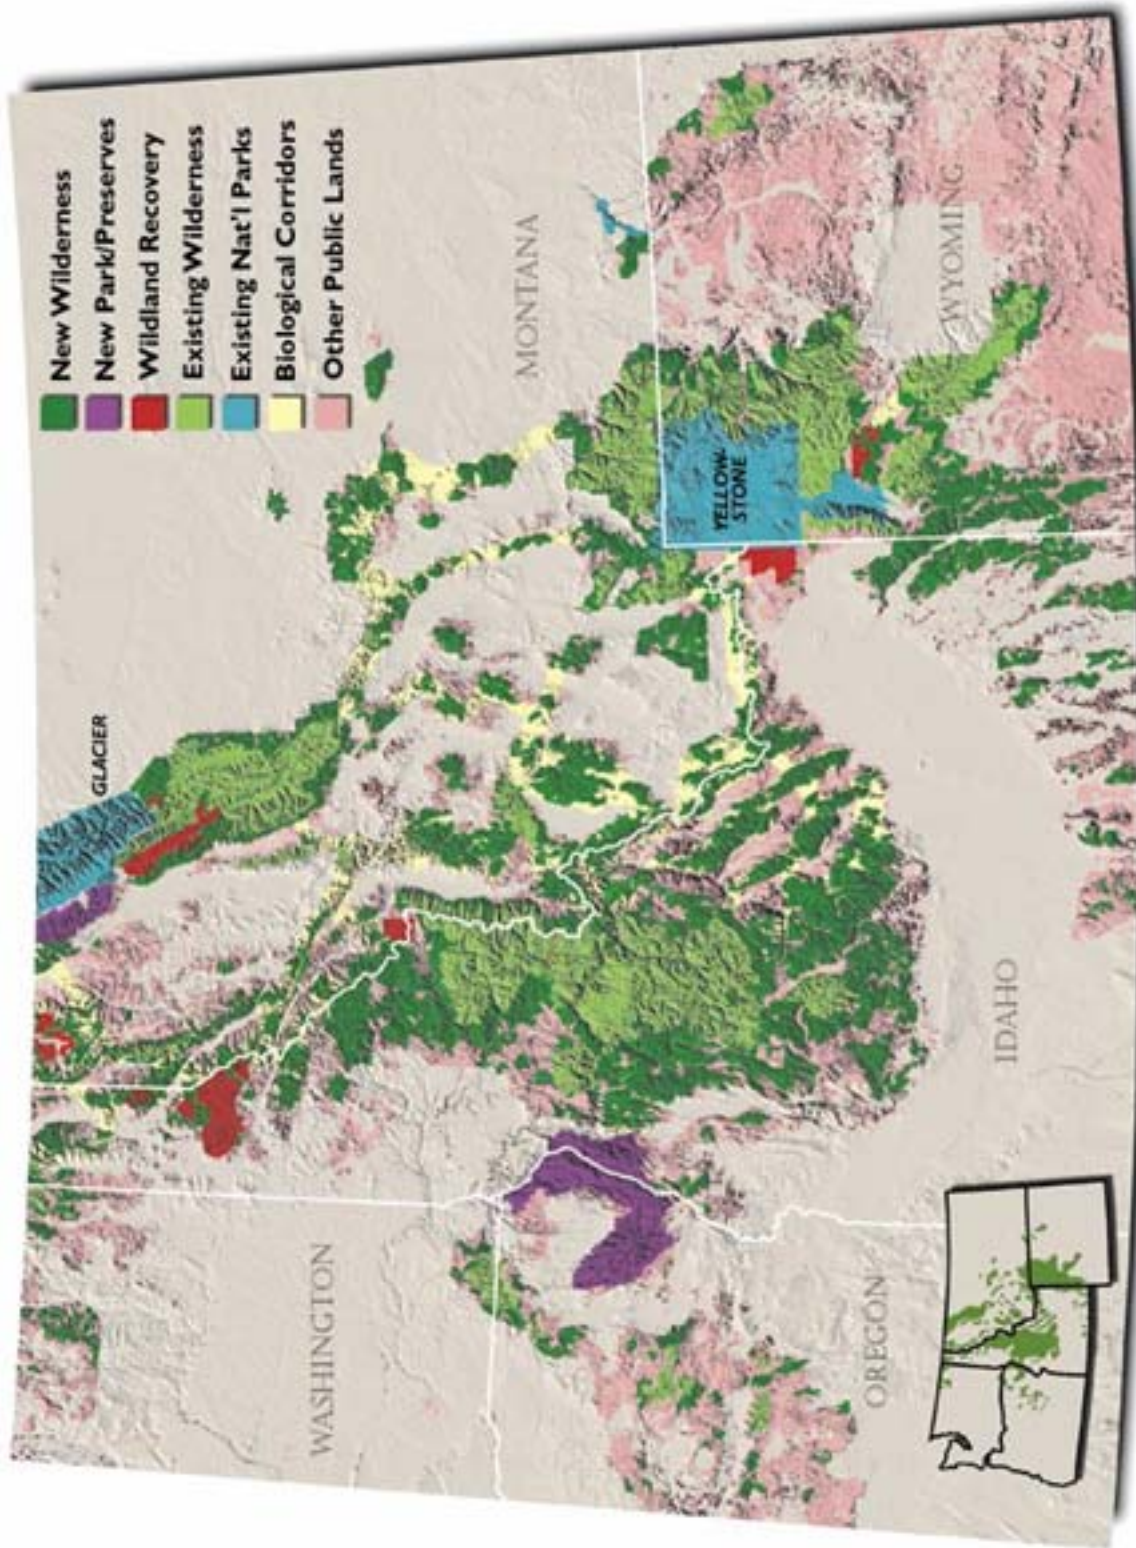 New Wilderness
New Park/Preserves
Wildland Recovery
Existing Wilderness
Existing Nat'l Parks
Biological Corridors
Other Public Lands
GLACIER
MONTANA
WASHINGTON
YELLOW-
STONE
WYOMING
OREGON
IDAHO